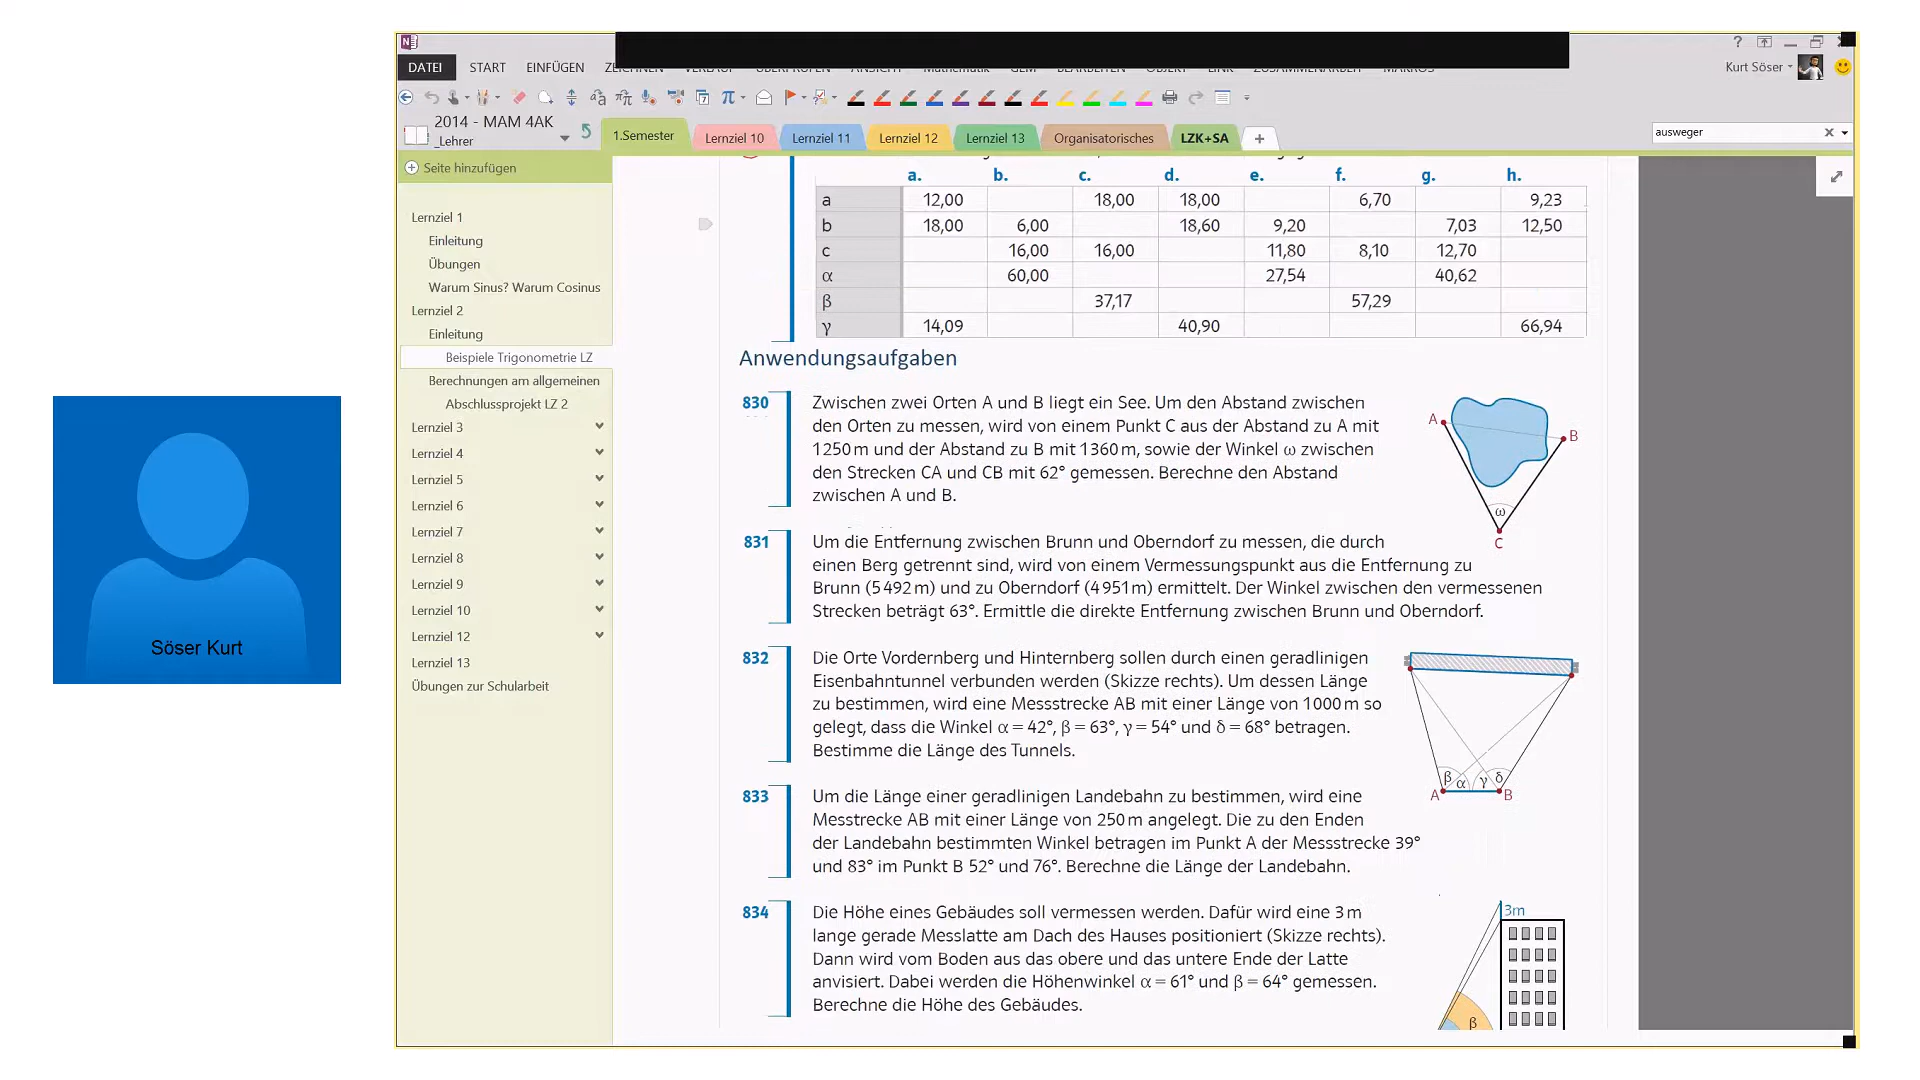 DATEI START EINFÜGEN
Kurt Söser
2014 - MAM 4AK
_Lehrer
1.Semester Lernziel 10 Lernziel 11 Lernziel 12 Lernziel 13 Organisatorisches LZK+SA +
ausweger
Seite hinzufügen
Lernziel 1
Einleitung
Übungen
Warum Sinus? Warum Cosinus
Lernziel 2
Einleitung
Beispiele Trigonometrie LZ
Berechnungen am allgemeinen
Abschlussprojekt LZ 2
Lernziel 3
Lernziel 4
Lernziel 5
Lernziel 6
Lernziel 7
Lernziel 8
Lernziel 9
Lernziel 10
Lernziel 12
Lernziel 13
Übungen zur Schularbeit
Söser Kurt
a. b. c. d. e. f. g. h.
a 12,00 18,00 18,00 6,70 9,23
b 18,00 6,00 18,60 9,20 7,03 12,50
c 16,00 16,00 11,80 8,10 12,70
α 60,00 27,54 40,62
β 37,17 57,29
γ 14,09 40,90 66,94
Anwendungsaufgaben
830 Zwischen zwei Orten A und B liegt ein See. Um den Abstand zwischen
den Orten zu messen, wird von einem Punkt C aus der Abstand zu A mit
1250 m und der Abstand zu B mit 1360 m, sowie der Winkel ω zwischen
den Strecken CA und CB mit 62° gemessen. Berechne den Abstand
zwischen A und B.
A B ω C
831 Um die Entfernung zwischen Brunn und Oberndorf zu messen, die durch
einen Berg getrennt sind, wird von einem Vermessungspunkt aus die Entfernung zu
Brunn (5 492 m) und zu Oberndorf (4 951 m) ermittelt. Der Winkel zwischen den vermessenen
Strecken beträgt 63°. Ermittle die direkte Entfernung zwischen Brunn und Oberndorf.
832 Die Orte Vordernberg und Hinternberg sollen durch einen geradlinigen
Eisenbahntunnel verbunden werden (Skizze rechts). Um dessen Länge
zu bestimmen, wird eine Messstrecke AB mit einer Länge von 1000 m so
gelegt, dass die Winkel α = 42°, β = 63°, γ = 54° und δ = 68° betragen.
Bestimme die Länge des Tunnels.
β α γ δ
A B
833 Um die Länge einer geradlinigen Landebahn zu bestimmen, wird eine
Messtrecke AB mit einer Länge von 250 m angelegt. Die zu den Enden
der Landebahn bestimmten Winkel betragen im Punkt A der Messstrecke 39°
und 83° im Punkt B 52° und 76°. Berechne die Länge der Landebahn.
834 Die Höhe eines Gebäudes soll vermessen werden. Dafür wird eine 3 m
lange gerade Messlatte am Dach des Hauses positioniert (Skizze rechts).
Dann wird vom Boden aus das obere und das untere Ende der Latte
anvisiert. Dabei werden die Höhenwinkel α = 61° und β = 64° gemessen.
Berechne die Höhe des Gebäudes.
3m
β